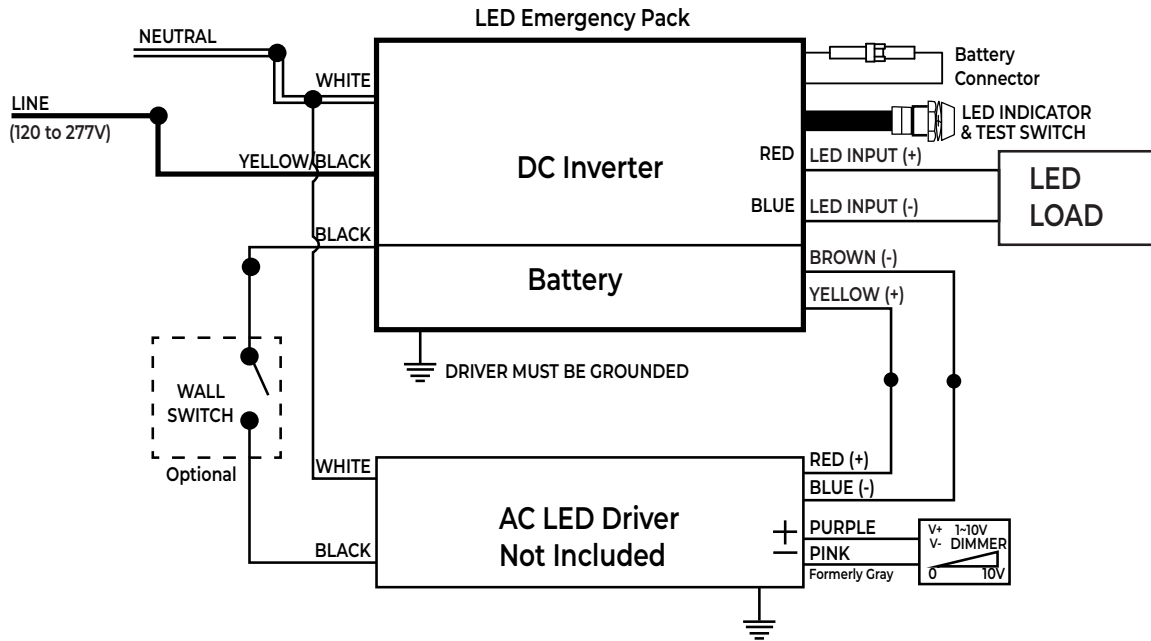 LED Emergency Pack
NEUTRAL
WHITE
LINE
(120 to 277V)
YELLOW/BLACK
BLACK
DC Inverter
Battery
Battery
Connector
LED INDICATOR
& TEST SWITCH
RED
LED INPUT (+)
BLUE
LED INPUT (-)
LED
LOAD
BROWN (-)
YELLOW (+)
DRIVER MUST BE GROUNDED
WALL
SWITCH
Optional
WHITE
BLACK
AC LED Driver
Not Included
RED (+)
BLUE (-)
+
PURPLE
−
PINK
Formerly Gray
V+ 1~10V
V- DIMMER
0 10V